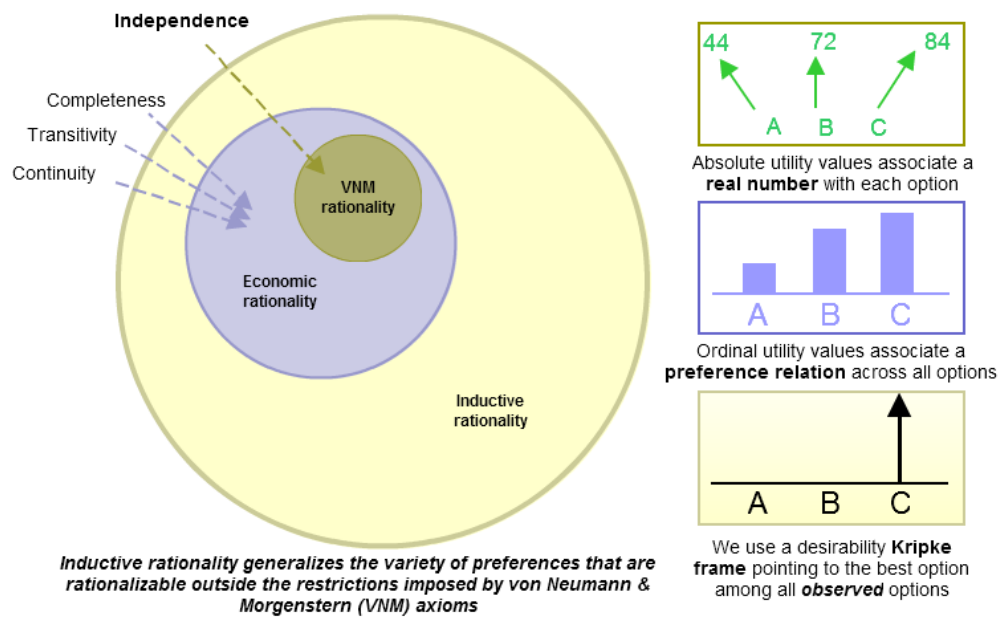 Independence
Completeness
Transitivity
Continuity
VNM
rationality
Economic
rationality
Inductive
rationality
Inductive rationality generalizes the variety of preferences that are
rationalizable outside the restrictions imposed by von Neumann &
Morgenstern (VNM) axioms
44 72 84
A B C
Absolute utility values associate a
real number with each option
A B C
Ordinal utility values associate a
preference relation across all options
A B C
We use a desirability Kripke
frame pointing to the best option
among all observed options